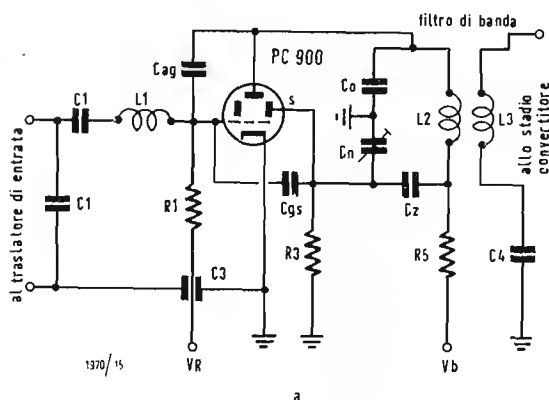 filtro di banda
PC 900
C1
L1
Cag
s
Co
Cn
L2
L3
allo stadio
convertitore
al traslatore di entrata
C1
R1
Cgs
R3
Cz
R5
C4
C3
1970/15
VR
Vb
a